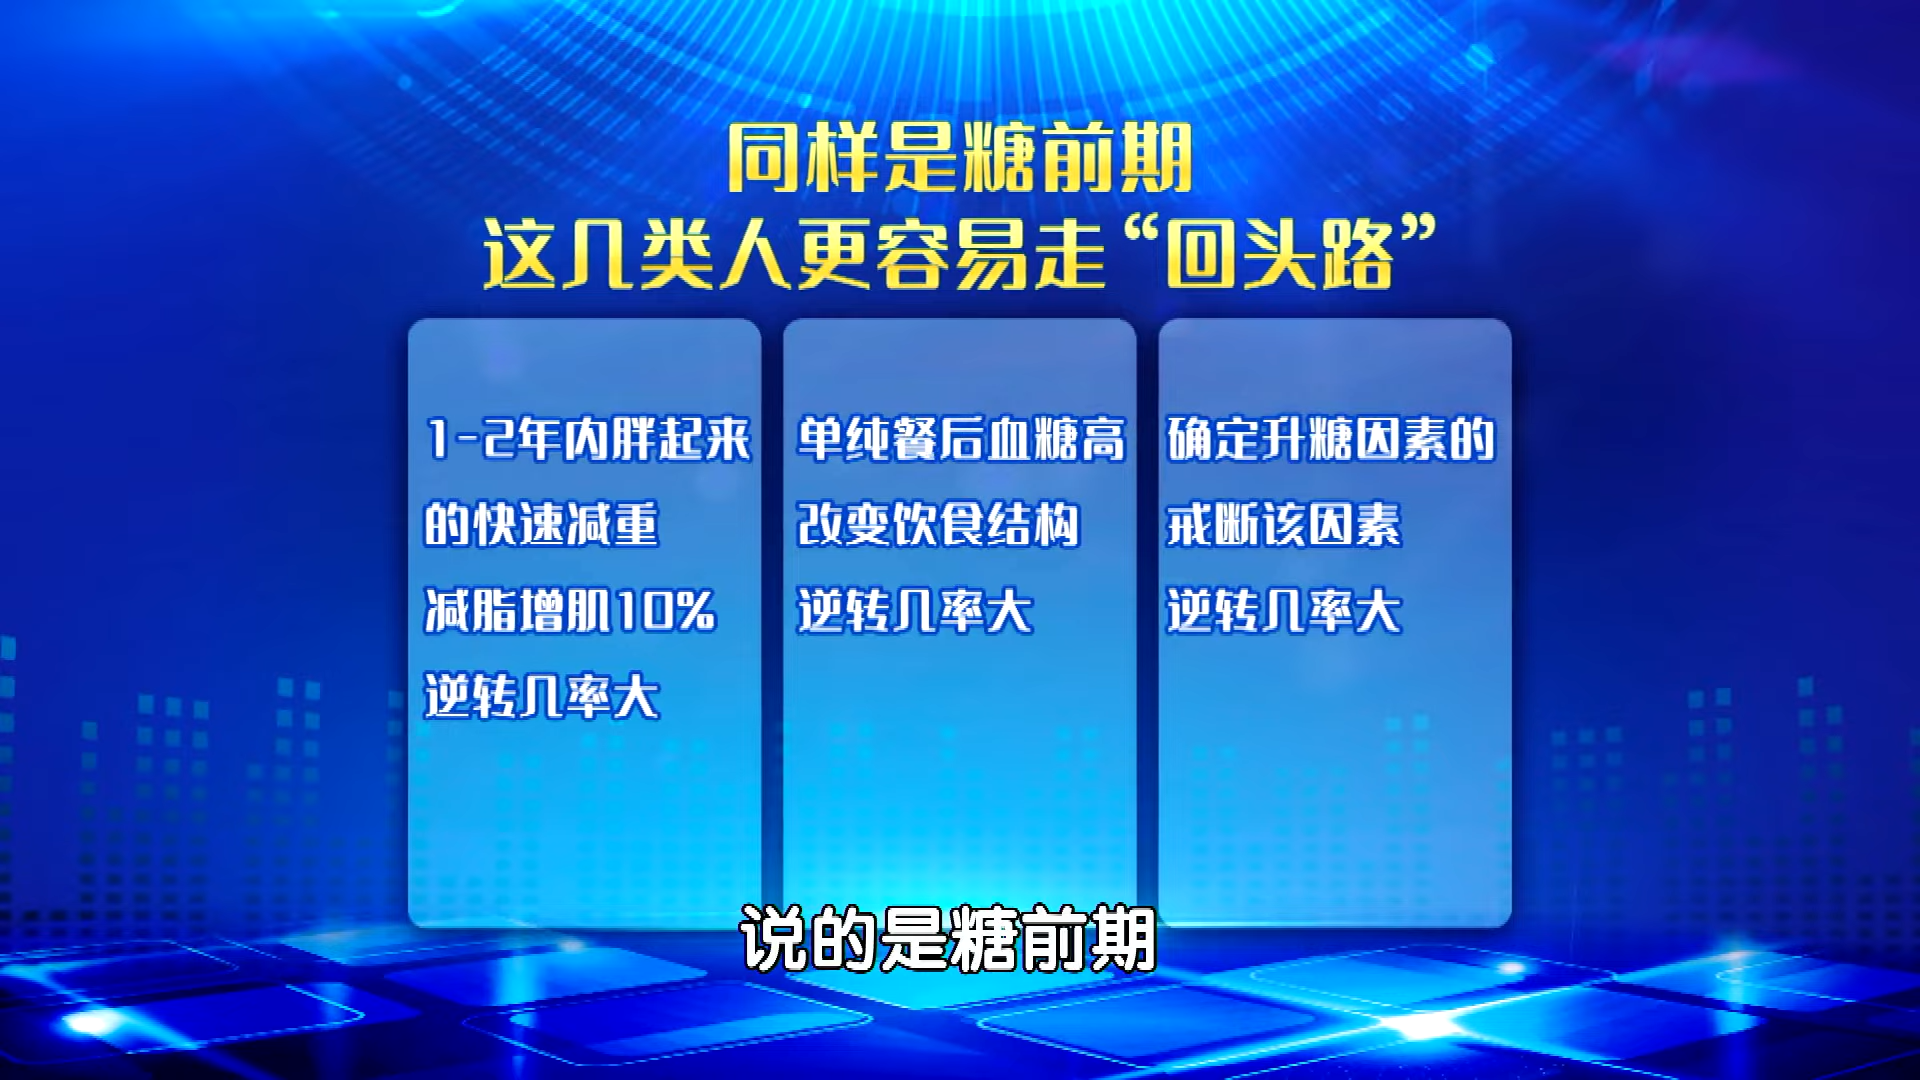 同样是糖前期
这几类人更容易走“回头路”
1-2年内胖起来
的快速减重
减脂增肌10%
逆转几率大
单纯餐后血糖高
改变饮食结构
逆转几率大
确定升糖因素的
戒断该因素
逆转几率大
说的是糖前期